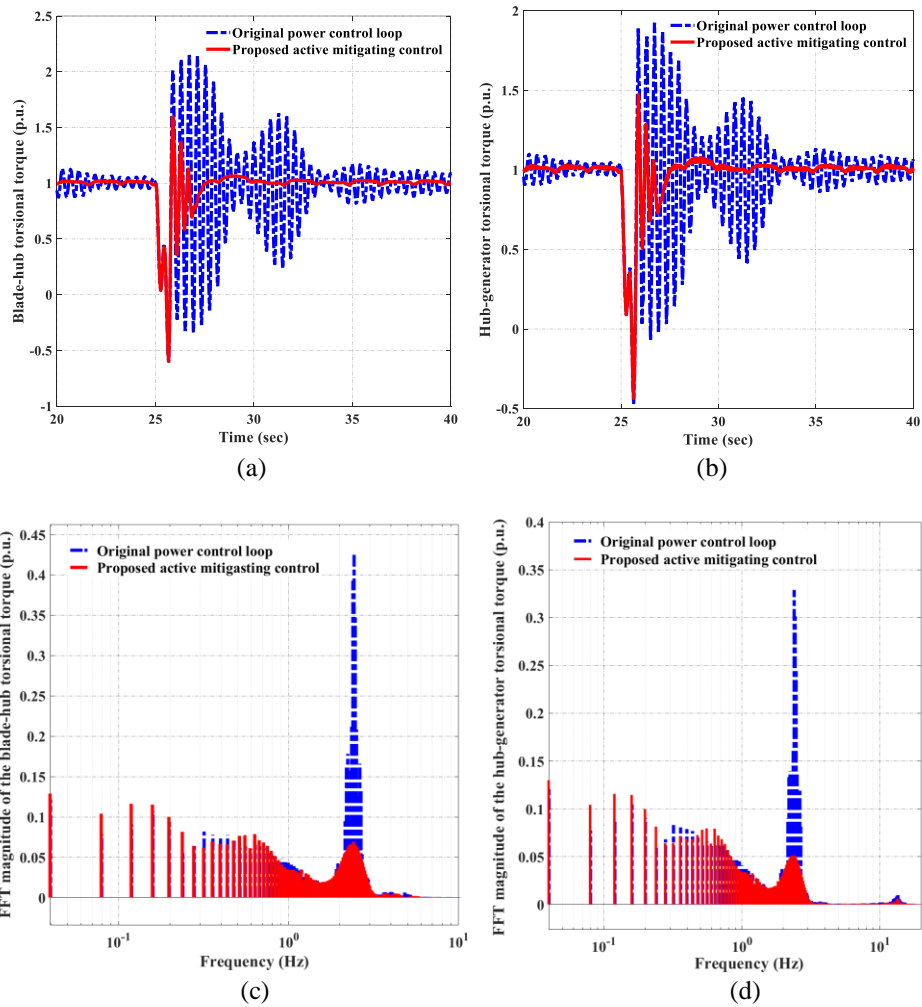 2.5
2
1.5
1
0.5
0
-0.5
-1
Blade-hub torsional torque (p.u.)
Original power control loop
Proposed active mitigating control
20
25
30
35
40
Time (sec)
(a)
2
1.5
1
0.5
0
-0.5
Hub-generator torsional torque (p.u.)
Original power control loop
Proposed active mitigating control
20
25
30
35
40
Time (sec)
(b)
0.45
0.4
0.35
0.3
0.25
0.2
0.15
0.1
0.05
0
FFT magnitude of the blade-hub torsional torque (p.u.)
Original power control loop
Proposed active mitigasting control
10⁻¹
10⁰
10¹
Frequency (Hz)
(c)
0.4
0.35
0.3
0.25
0.2
0.15
0.1
0.05
0
FFT magnitude of the hub-generator torsional torque (p.u.)
Original power control loop
Proposed active mitigating control
10⁻¹
10⁰
10¹
Frequency (Hz)
(d)